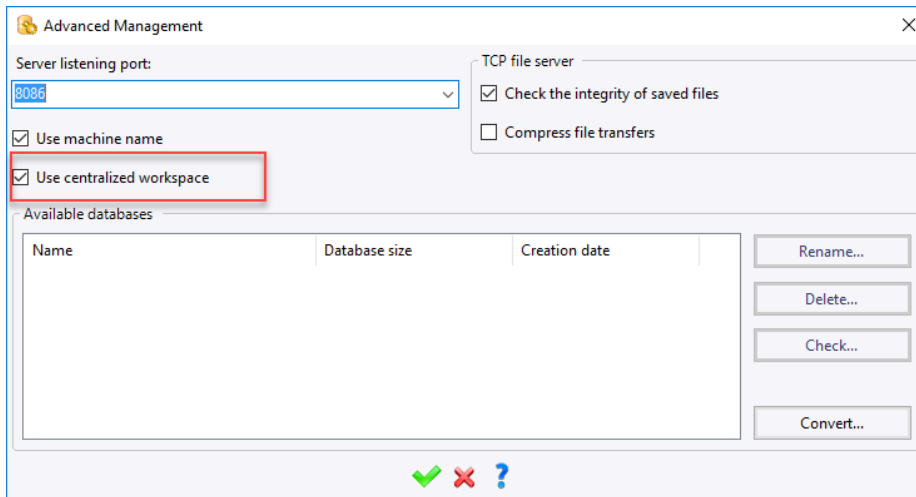 Advanced Management
Server listening port:
8086
Use machine name
Use centralized workspace
TCP file server
Check the integrity of saved files
Compress file transfers
Available databases
Name Database size Creation date
Rename...
Delete...
Check...
Convert...
?